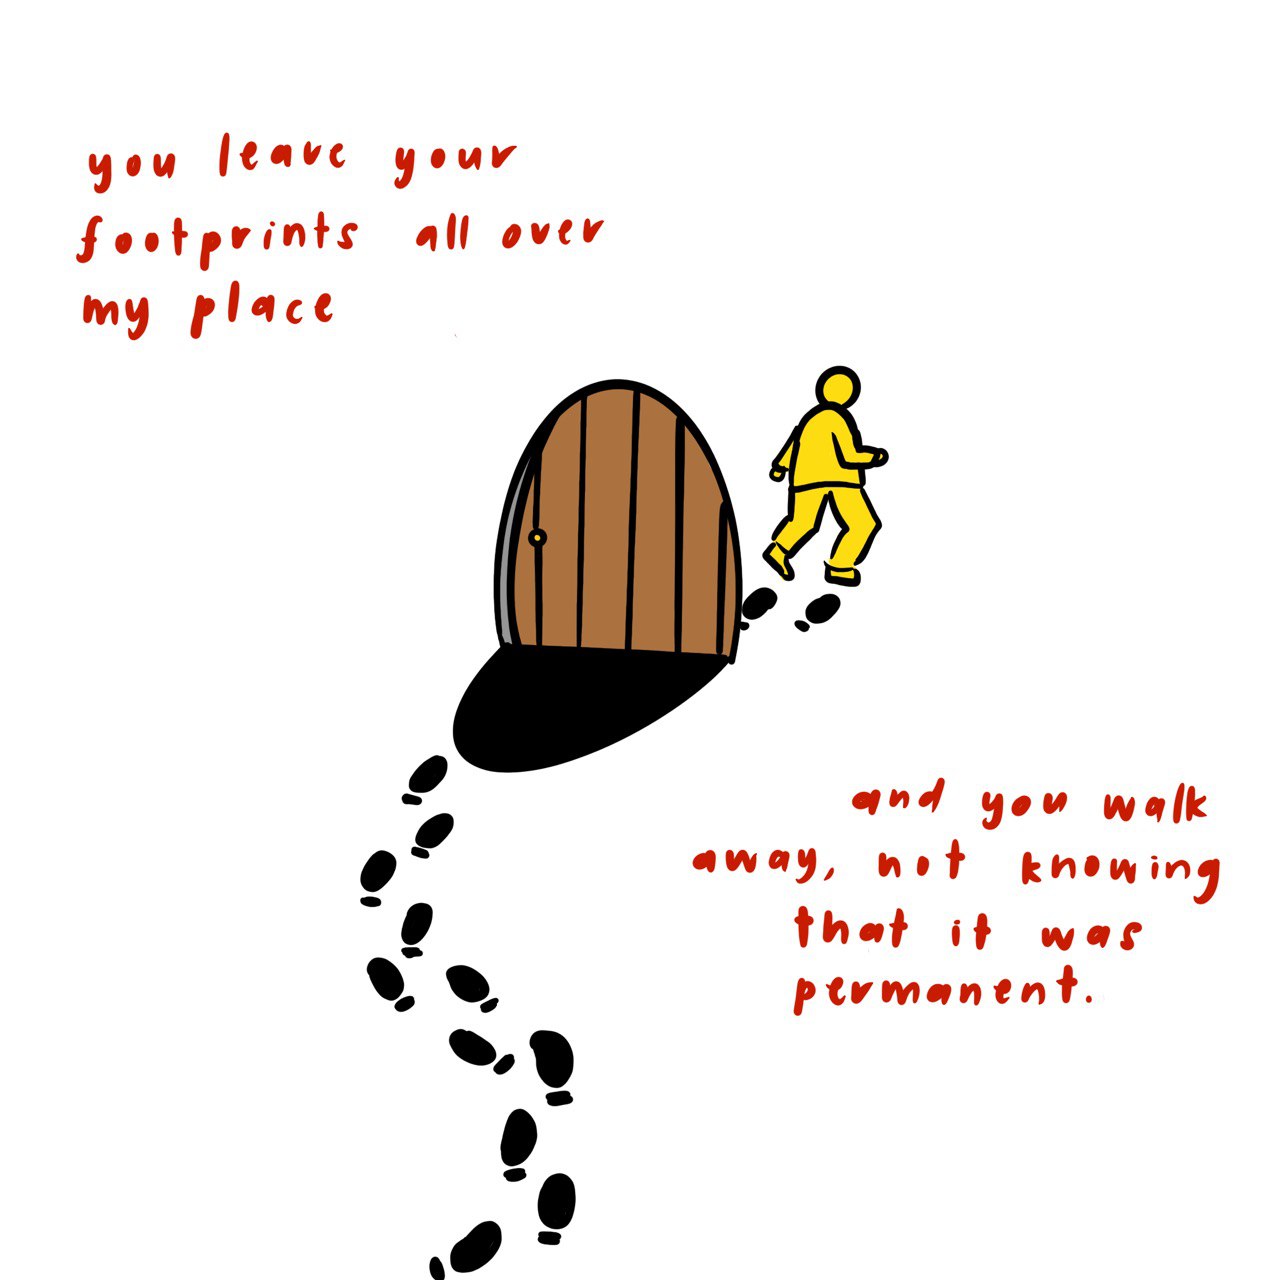 you leave your
footprints all over
my place
and you walk
away, not knowing
that it was
permanent.